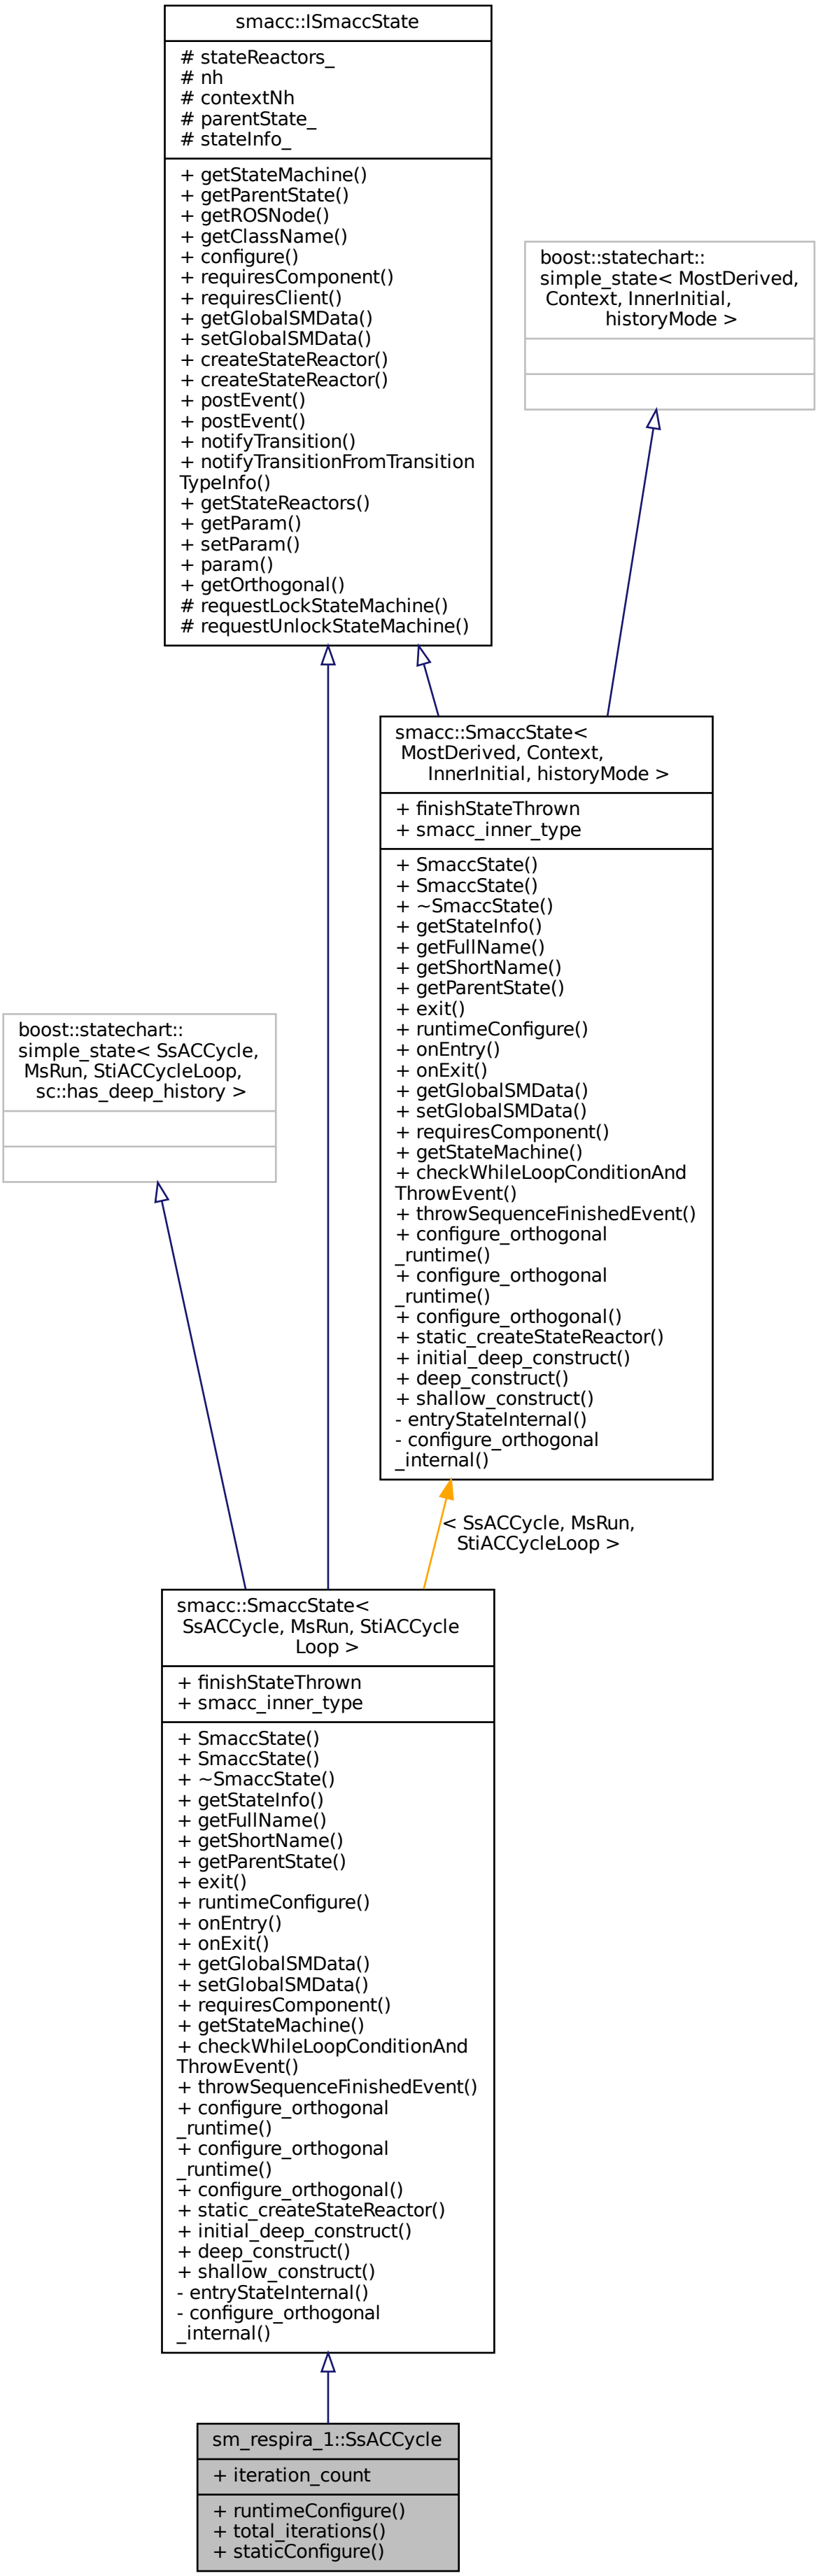 smacc::ISmaccState
# stateReactors_
# nh
# contextNh
# parentState_
# stateInfo_
+ getStateMachine()
+ getParentState()
+ getROSNode()
+ getClassName()
+ configure()
+ requiresComponent()
+ requiresClient()
+ getGlobalSMData()
+ setGlobalSMData()
+ createStateReactor()
+ createStateReactor()
+ postEvent()
+ postEvent()
+ notifyTransition()
+ notifyTransitionFromTransition
TypeInfo()
+ getStateReactors()
+ getParam()
+ setParam()
+ param()
+ getOrthogonal()
# requestLockStateMachine()
# requestUnlockStateMachine()
boost::statechart::
simple_state< MostDerived,
Context, InnerInitial,
historyMode >
smacc::SmaccState<
MostDerived, Context,
InnerInitial, historyMode >
+ finishStateThrown
+ smacc_inner_type
+ SmaccState()
+ SmaccState()
+ ~SmaccState()
+ getStateInfo()
+ getFullName()
+ getShortName()
+ getParentState()
+ exit()
+ runtimeConfigure()
+ onEntry()
+ onExit()
+ getGlobalSMData()
+ setGlobalSMData()
+ requiresComponent()
+ getStateMachine()
+ checkWhileLoopConditionAnd
ThrowEvent()
+ throwSequenceFinishedEvent()
+ configure_orthogonal
_runtime()
+ configure_orthogonal
_runtime()
+ configure_orthogonal()
+ static_createStateReactor()
+ initial_deep_construct()
+ deep_construct()
+ shallow_construct()
- entryStateInternal()
- configure_orthogonal
_internal()
boost::statechart::
simple_state< SsACCycle,
MsRun, StiACCycleLoop,
sc::has_deep_history >
< SsACCycle, MsRun,
StiACCycleLoop >
smacc::SmaccState<
SsACCycle, MsRun, StiACCycle
Loop >
+ finishStateThrown
+ smacc_inner_type
+ SmaccState()
+ SmaccState()
+ ~SmaccState()
+ getStateInfo()
+ getFullName()
+ getShortName()
+ getParentState()
+ exit()
+ runtimeConfigure()
+ onEntry()
+ onExit()
+ getGlobalSMData()
+ setGlobalSMData()
+ requiresComponent()
+ getStateMachine()
+ checkWhileLoopConditionAnd
ThrowEvent()
+ throwSequenceFinishedEvent()
+ configure_orthogonal
_runtime()
+ configure_orthogonal
_runtime()
+ configure_orthogonal()
+ static_createStateReactor()
+ initial_deep_construct()
+ deep_construct()
+ shallow_construct()
- entryStateInternal()
- configure_orthogonal
_internal()
sm_respira_1::SsACCycle
+ iteration_count
+ runtimeConfigure()
+ total_iterations()
+ staticConfigure()